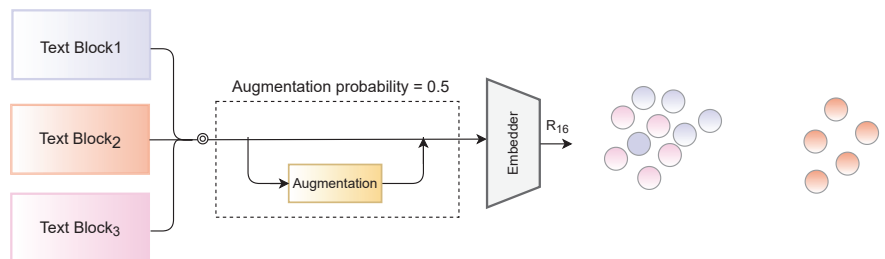 Text Block1
Augmentation probability = 0.5
Text Block2
Augmentation
Embedder
R16
Text Block3